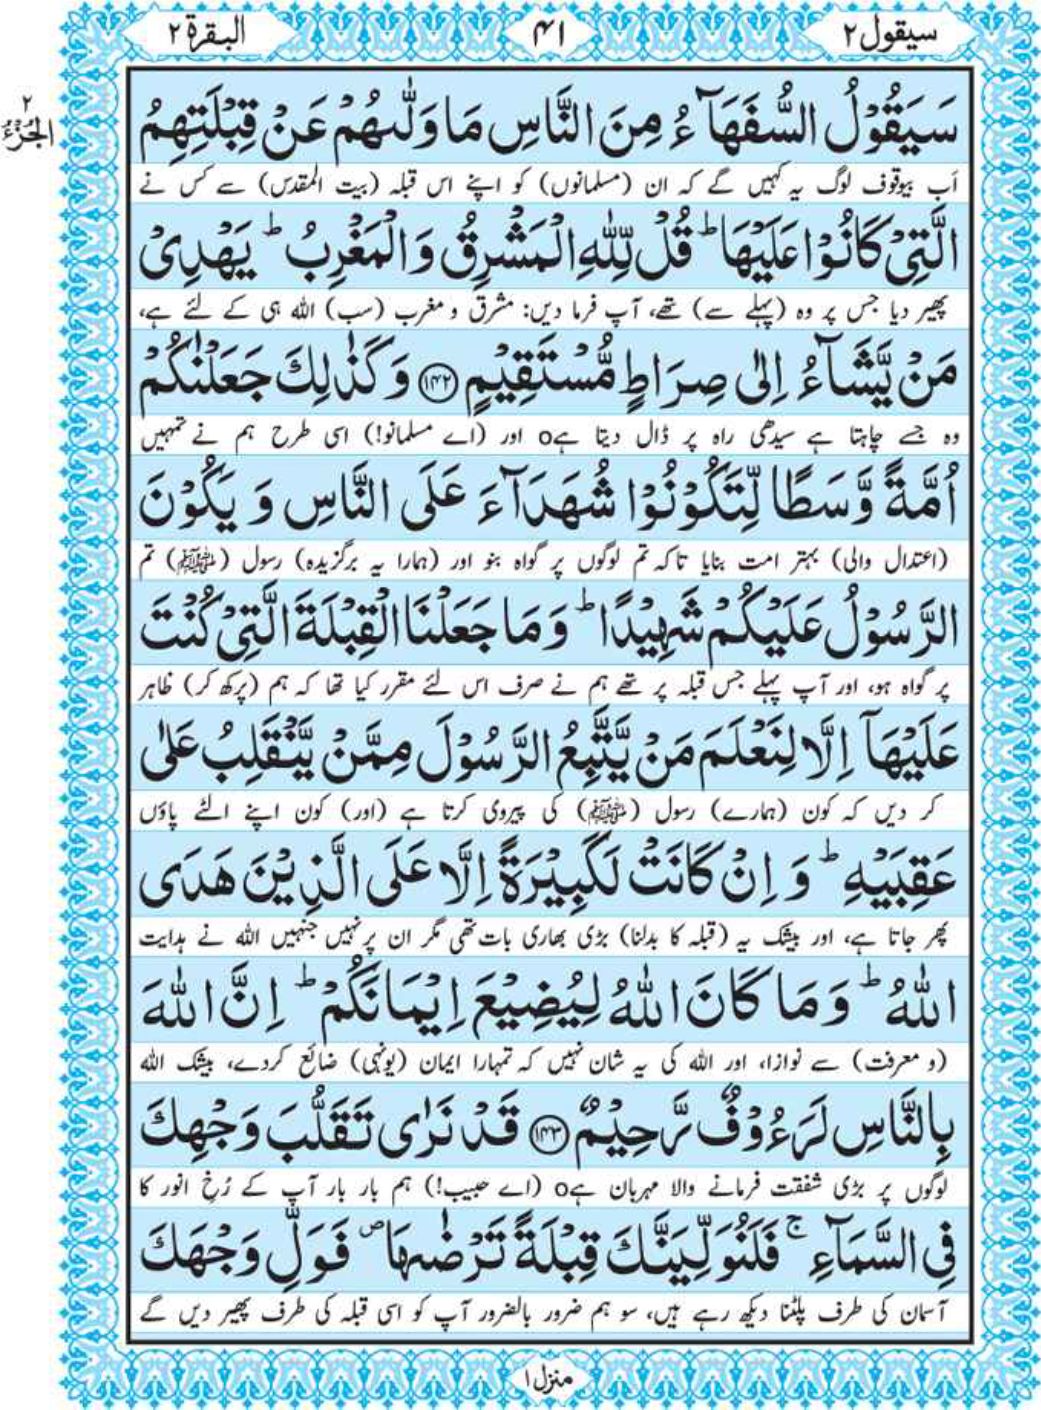 سیقول ۲
۴۱
البقرة ۲
۲
الجُزْءُ
سَيَقُوْلُ السُّفَهَآءُ مِنَ النَّاسِ مَا وَلّٰىهُمْ عَنْ قِبْلَتِهِمُ
اَب بیوقوف لوگ یہ کہیں گے کہ ان (مسلمانوں) کو اپنے اس قبلہ (بیت المقدس) سے کس نے
الَّتِيْ كَانُوْا عَلَيْهَا ؕ قُلْ لِّلّٰهِ الْمَشْرِقُ وَ الْمَغْرِبُ ؕ يَهْدِيْ
پھیر دیا جس پر وہ (پہلے سے) تھے، آپ فرما دیں: مشرق و مغرب (سب) اللہ ہی کے لئے ہے،
مَنْ يَّشَآءُ اِلٰى صِرَاطٍ مُّسْتَقِيْمٍ ﴿۱۴۲﴾ وَ كَذٰلِكَ جَعَلْنٰكُمْ
وہ جسے چاہتا ہے سیدھی راہ پر ڈال دیتا ہے۝ اور (اے مسلمانو!) اسی طرح ہم نے تمہیں
اُمَّةً وَّسَطًا لِّتَكُوْنُوْا شُهَدَآءَ عَلَى النَّاسِ وَ يَكُوْنَ
(اعتدال والی) بہتر امت بنایا تاکہ تم لوگوں پر گواہ بنو اور (ہمارا یہ برگزیدہ) رسول (ﷺ) تم
الرَّسُوْلُ عَلَيْكُمْ شَهِيْدًا ؕ وَ مَا جَعَلْنَا الْقِبْلَةَ الَّتِيْ كُنْتَ
پر گواہ ہو، اور آپ پہلے جس قبلہ پر تھے ہم نے صرف اس لئے مقرر کیا تھا کہ ہم (پرکھ کر) ظاہر
عَلَيْهَاۤ اِلَّا لِنَعْلَمَ مَنْ يَّتَّبِعُ الرَّسُوْلَ مِمَّنْ يَّنْقَلِبُ عَلٰى
کر دیں کہ کون (ہمارے) رسول (ﷺ) کی پیروی کرتا ہے (اور) کون اپنے الٹے پاؤں
عَقِبَيْهِ ؕ وَ اِنْ كَانَتْ لَكَبِيْرَةً اِلَّا عَلَى الَّذِيْنَ هَدَى
پھر جاتا ہے، اور بیشک یہ (قبلہ کا بدلنا) بڑی بھاری بات تھی مگر ان پر نہیں جنہیں اللہ نے ہدایت
اللّٰهُ ؕ وَ مَا كَانَ اللّٰهُ لِيُضِيْعَ اِيْمَانَكُمْ ؕ اِنَّ اللّٰهَ
(و معرفت) سے نوازا، اور اللہ کی یہ شان نہیں کہ تمہارا ایمان (یونہی) ضائع کردے، بیشک اللہ
بِالنَّاسِ لَرَءُوْفٌ رَّحِيْمٌ ﴿۱۴۳﴾ قَدْ نَرٰى تَقَلُّبَ وَجْهِكَ
لوگوں پر بڑی شفقت فرمانے والا مہربان ہے۝ (اے حبیب!) ہم بار بار آپ کے رُخِ انور کا
فِي السَّمَآءِ ۚ فَلَنُوَلِّيَنَّكَ قِبْلَةً تَرْضٰىهَا ۪ فَوَلِّ وَجْهَكَ
آسمان کی طرف پلٹنا دیکھ رہے ہیں، سو ہم ضرور بالضرور آپ کو اسی قبلہ کی طرف پھیر دیں گے
منزل ۱